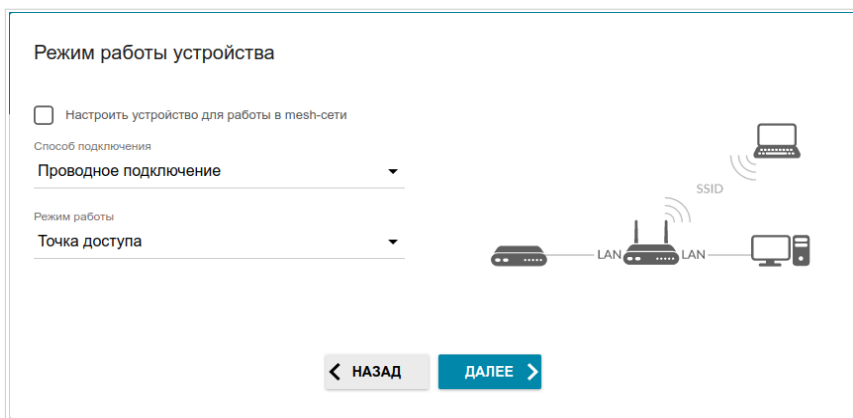 Режим работы устройства
Настроить устройство для работы в mesh-сети
Способ подключения
Проводное подключение
Режим работы
Точка доступа
SSID
LAN
LAN
НАЗАД
ДАЛЕЕ